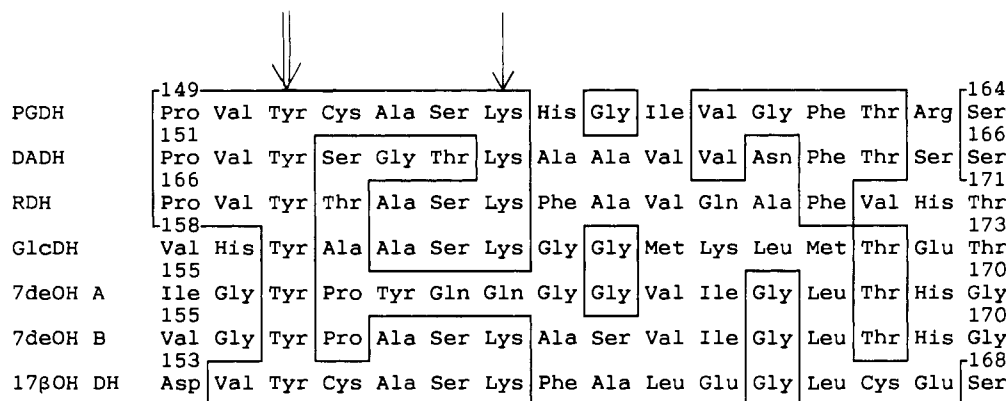 149 164
PGDH Pro Val Tyr Cys Ala Ser Lys His Gly Ile Val Gly Phe Thr Arg Ser
151 166
DADH Pro Val Tyr Ser Gly Thr Lys Ala Ala Val Val Asn Phe Thr Ser Ser
166 171
RDH Pro Val Tyr Thr Ala Ser Lys Phe Ala Val Gln Ala Phe Val His Thr
158 173
GlcDH Val His Tyr Ala Ala Ser Lys Gly Gly Met Lys Leu Met Thr Glu Thr
155 170
7deOH A Ile Gly Tyr Pro Tyr Gln Gln Gly Gly Val Ile Gly Leu Thr His Gly
155 170
7deOH B Val Gly Tyr Pro Ala Ser Lys Ala Ser Val Ile Gly Leu Thr His Gly
153 168
17βOH DH Asp Val Tyr Cys Ala Ser Lys Phe Ala Leu Glu Gly Leu Cys Glu Ser